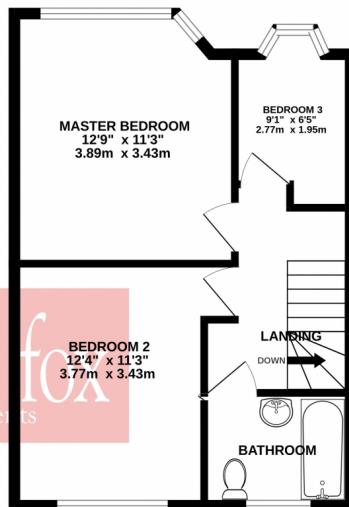 BEDROOM 3
9'1" x 6'5"
2.77m x 1.95m
MASTER BEDROOM
12'9" x 11'3"
3.89m x 3.43m
BEDROOM 2
12'4" x 11'3"
3.77m x 3.43m
LANDING
DOWN
BATHROOM
fox
ents